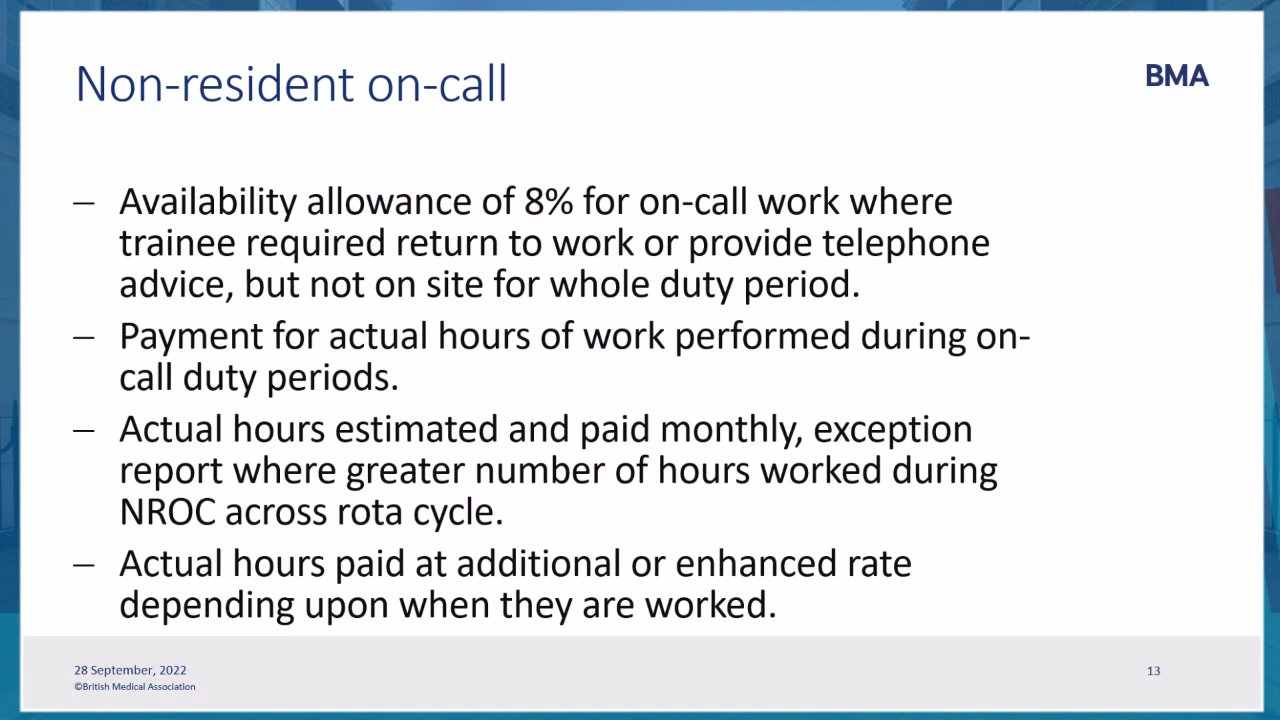 Non-resident on-call
BMA
– Availability allowance of 8% for on-call work where
trainee required return to work or provide telephone
advice, but not on site for whole duty period.
– Payment for actual hours of work performed during on-
call duty periods.
– Actual hours estimated and paid monthly, exception
report where greater number of hours worked during
NROC across rota cycle.
– Actual hours paid at additional or enhanced rate
depending upon when they are worked.
28 September, 2022
©British Medical Association
13